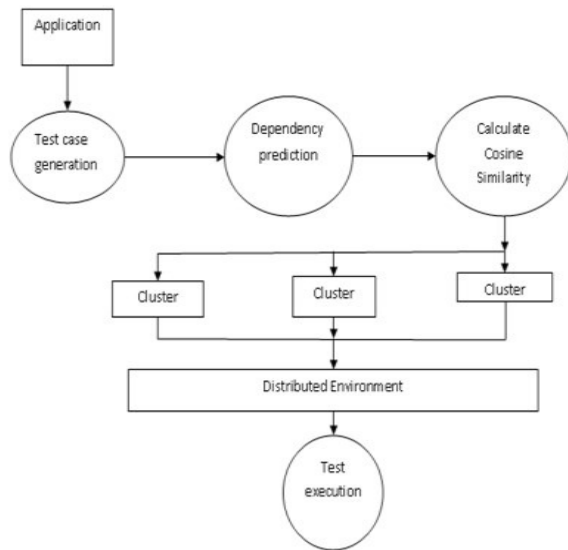 Application
Test case
generation
Dependency
prediction
Calculate
Cosine
Similarity
Cluster
Cluster
Cluster
Distributed Environment
Test
execution